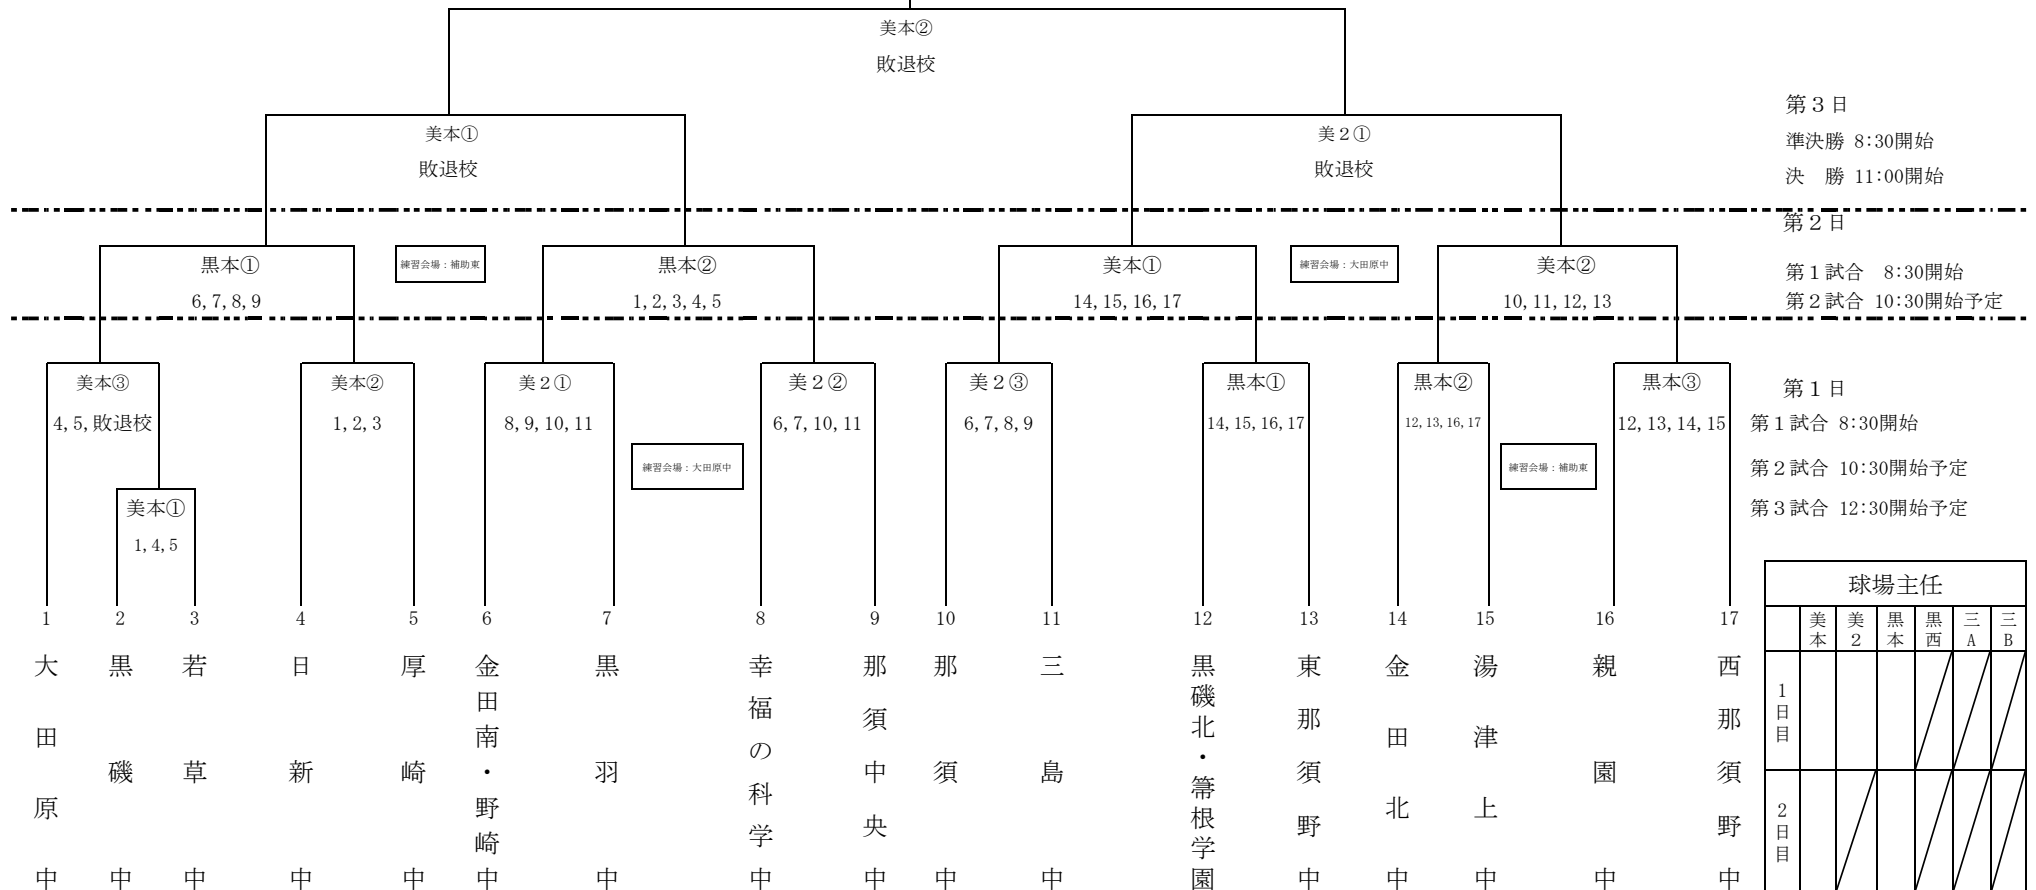 美本②
敗退校
第３日
美本①
美２①
準決勝 8:30開始
敗退校
敗退校
決　勝 11:00開始
第２日
黒本①
練習会場：補助東
黒本②
美本①
練習会場：大田原中
美本②
第１試合　8:30開始
6,7,8,9
1,2,3,4,5
14,15,16,17
10,11,12,13
第２試合 10:30開始予定
美本③
美本②
美２①
美２②
美２③
黒本①
黒本②
黒本③
第１日
4,5,敗退校
1,2,3
8,9,10,11
6,7,10,11
6,7,8,9
14,15,16,17
12,13,16,17
12,13,14,15
第１試合 8:30開始
練習会場：大田原中
練習会場：補助東
第２試合 10:30開始予定
美本①
第３試合 12:30開始予定
1,4,5
1
2
3
4
5
6
7
8
9
10
11
12
13
14
15
16
17
大田原中
黒磯中
若草中
日新中
厚崎中
金田南・野崎中
黒羽中
幸福の科学中
那須中央中
那須中
三島中
黒磯北・箒根学園
東那須野中
金田北中
湯津上中
親園中
西那須野中
球場主任
美本
美2
黒本
黒西
三A
三B
1日目
2日目